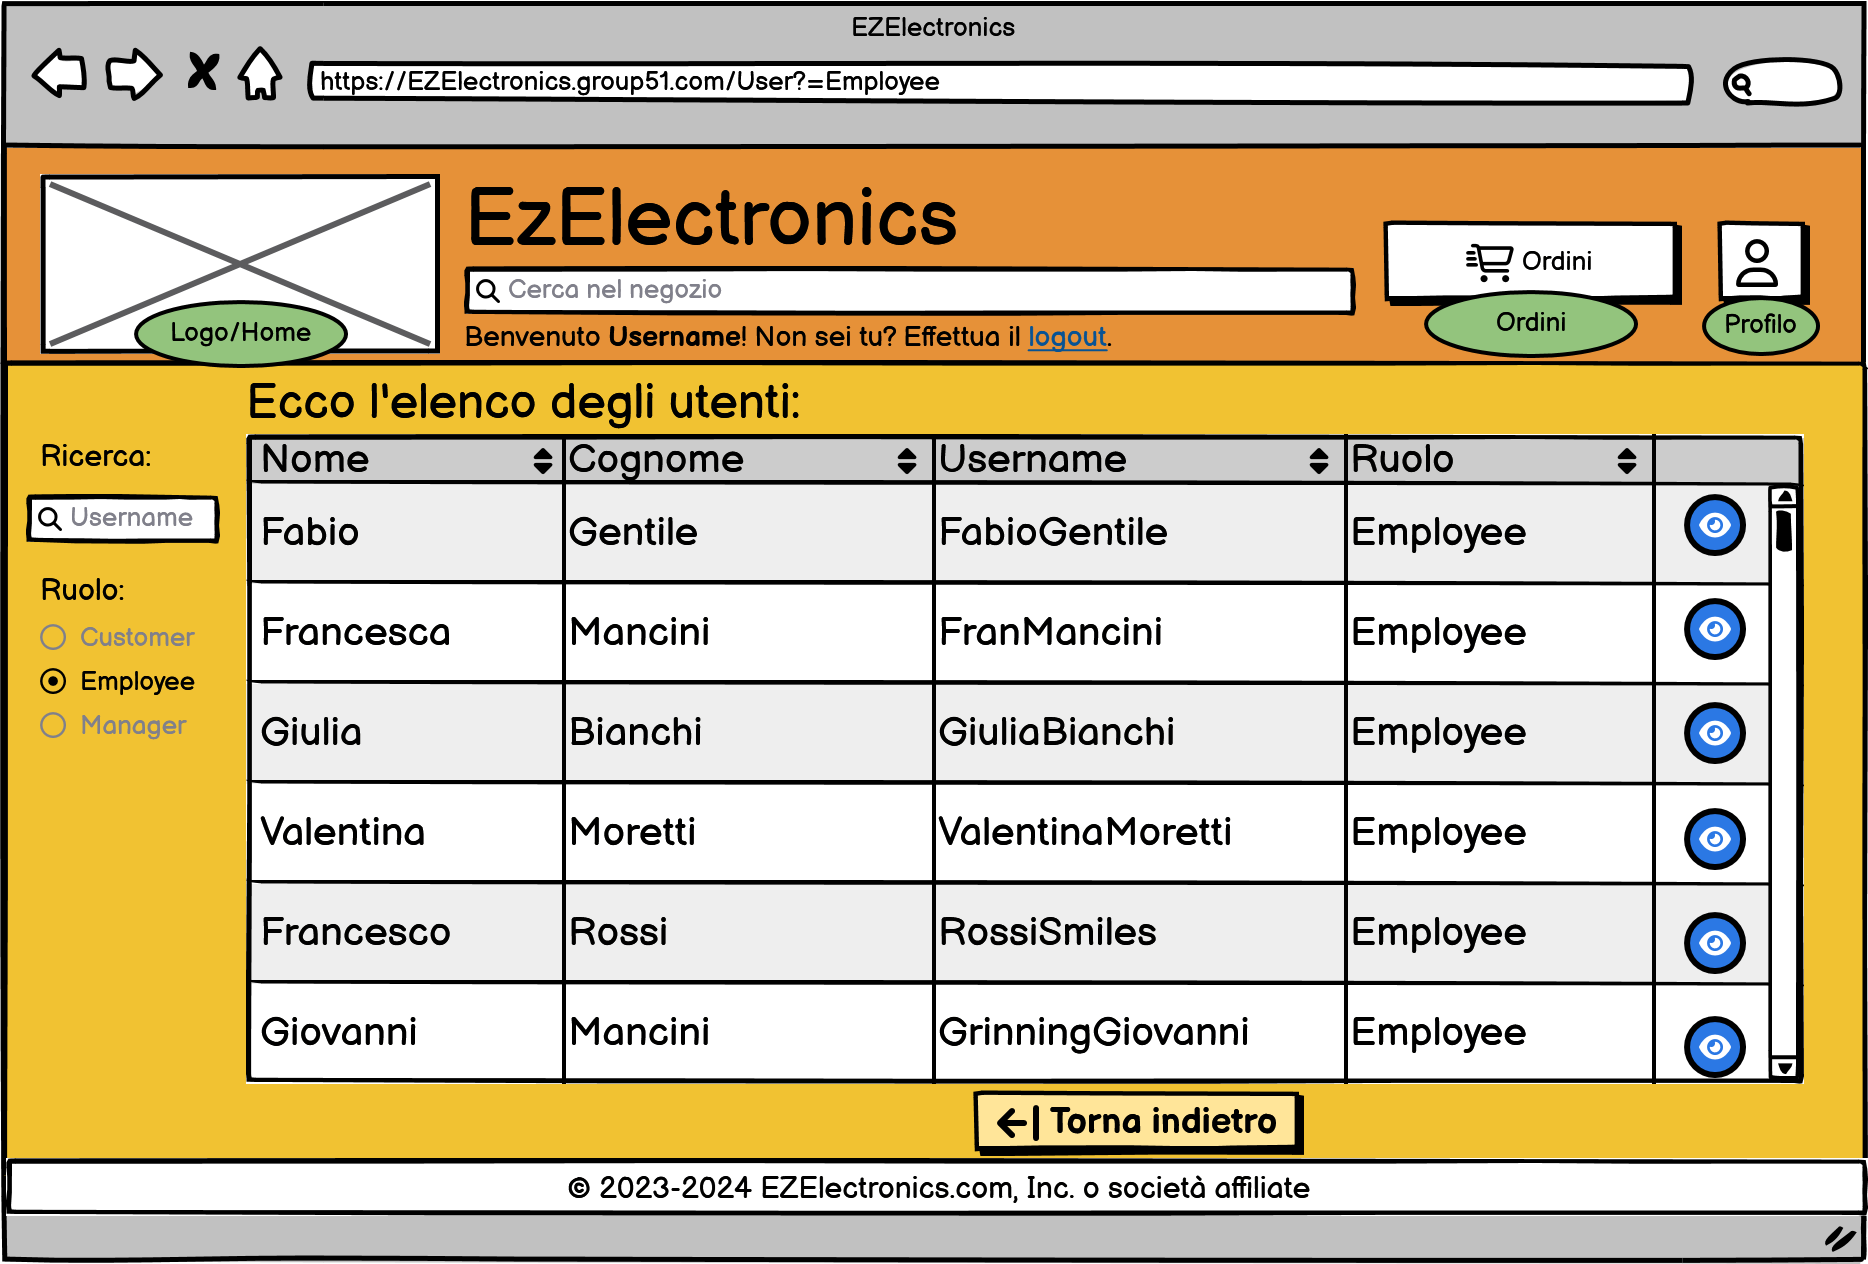 EZElectronics
https://EZElectronics.group51.com/User?=Employee
EzElectronics
Cerca nel negozio
Benvenuto Username! Non sei tu? Effettua il logout.
Logo/Home
Ordini
Ordini
Profilo
Ecco l'elenco degli utenti:
Ricerca:
Username
Ruolo:
Customer
Employee
Manager
Nome Cognome Username Ruolo
Fabio Gentile FabioGentile Employee
Francesca Mancini FranMancini Employee
Giulia Bianchi GiuliaBianchi Employee
Valentina Moretti ValentinaMoretti Employee
Francesco Rossi RossiSmiles Employee
Giovanni Mancini GrinningGiovanni Employee
Torna indietro
© 2023-2024 EZElectronics.com, Inc. o società affiliate